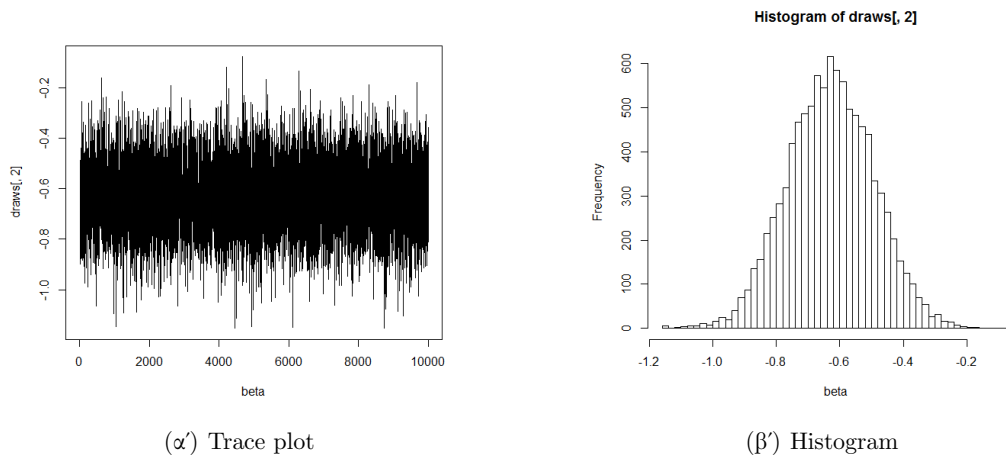 draws[, 2]
-0.2
-0.4
-0.6
-0.8
-1.0
0 2000 4000 6000 8000 10000
beta
(α΄) Trace plot
Histogram of draws[, 2]
Frequency
600
500
400
300
200
100
0
-1.2 -1.0 -0.8 -0.6 -0.4 -0.2
beta
(β΄) Histogram